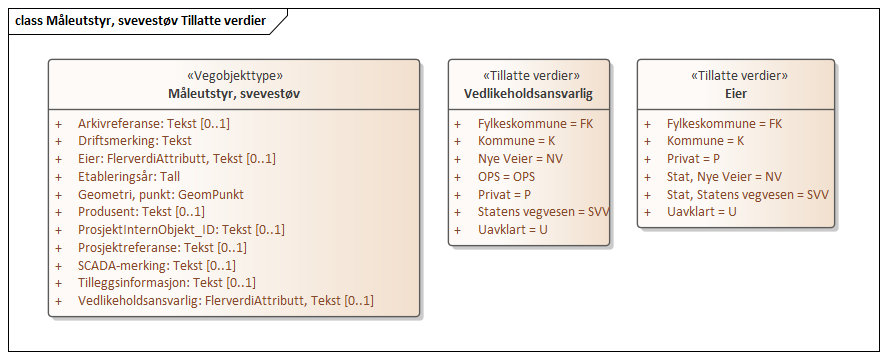 class Måleutstyr, svevestøv Tillatte verdier
«Vegobjekttype»
Måleutstyr, svevestøv
+ Arkivreferanse: Tekst [0..1]
+ Driftsmerking: Tekst
+ Eier: FlerverdiAttributt, Tekst [0..1]
+ Etableringsår: Tall
+ Geometri, punkt: GeomPunkt
+ Produsent: Tekst [0..1]
+ ProsjektInternObjekt_ID: Tekst [0..1]
+ Prosjektreferanse: Tekst [0..1]
+ SCADA-merking: Tekst [0..1]
+ Tilleggsinformasjon: Tekst [0..1]
+ Vedlikeholdsansvarlig: FlerverdiAttributt, Tekst [0..1]
«Tillatte verdier»
Vedlikeholdsansvarlig
+ Fylkeskommune = FK
+ Kommune = K
+ Nye Veier = NV
+ OPS = OPS
+ Privat = P
+ Statens vegvesen = SVV
+ Uavklart = U
«Tillatte verdier»
Eier
+ Fylkeskommune = FK
+ Kommune = K
+ Privat = P
+ Stat, Nye Veier = NV
+ Stat, Statens vegvesen = SVV
+ Uavklart = U